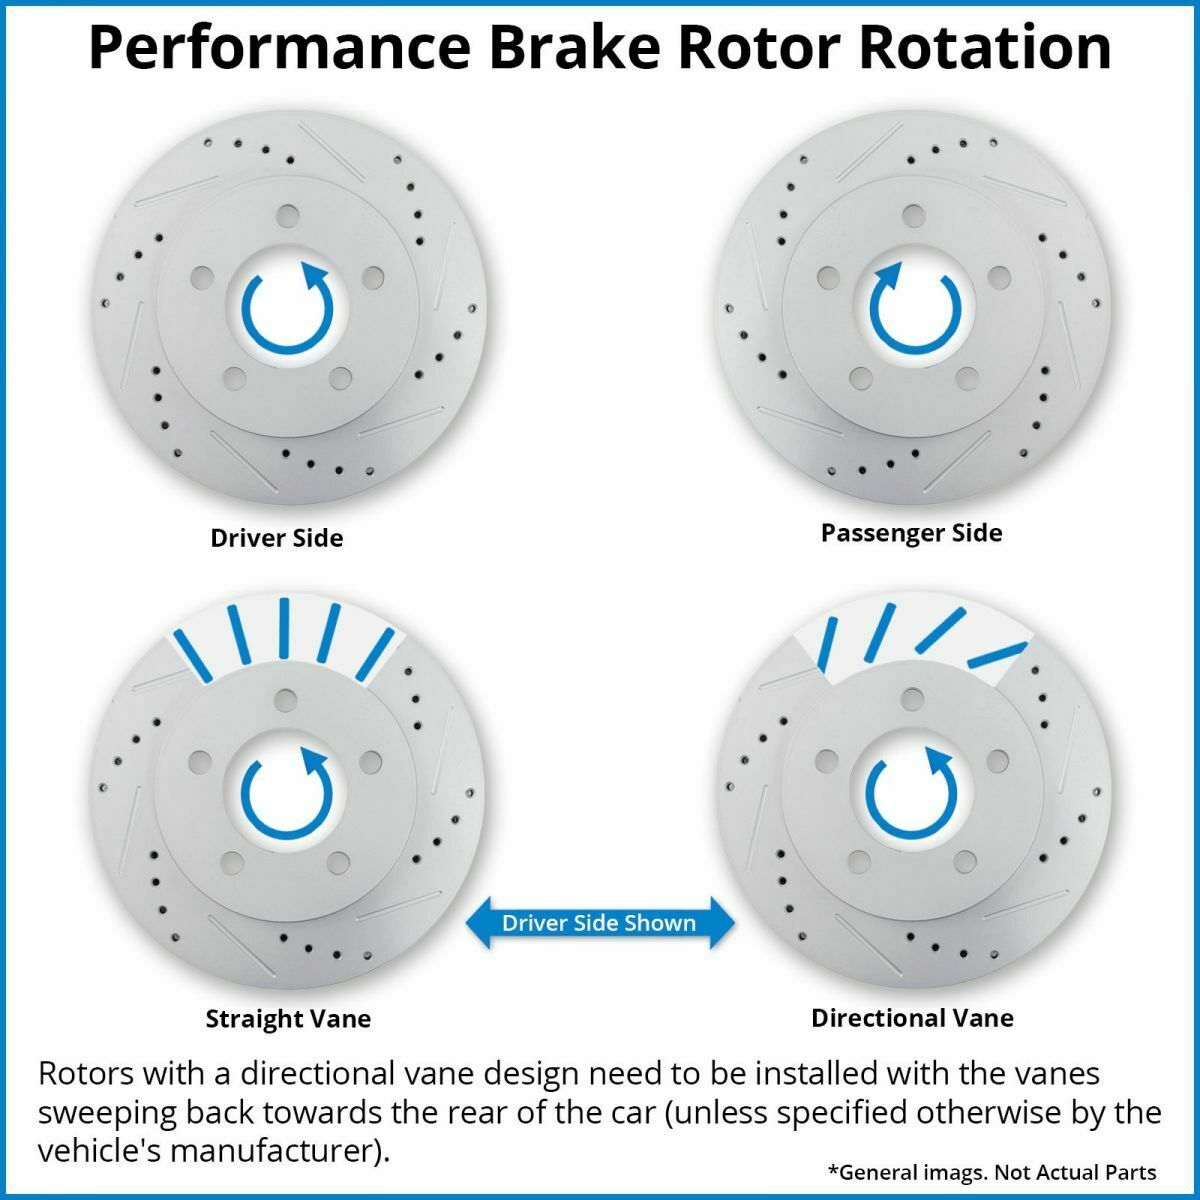 Performance Brake Rotor Rotation
Driver Side
Passenger Side
Driver Side Shown
Straight Vane
Directional Vane
Rotors with a directional vane design need to be installed with the vanes
sweeping back towards the rear of the car (unless specified otherwise by the
vehicle's manufacturer).
*General imags. Not Actual Parts